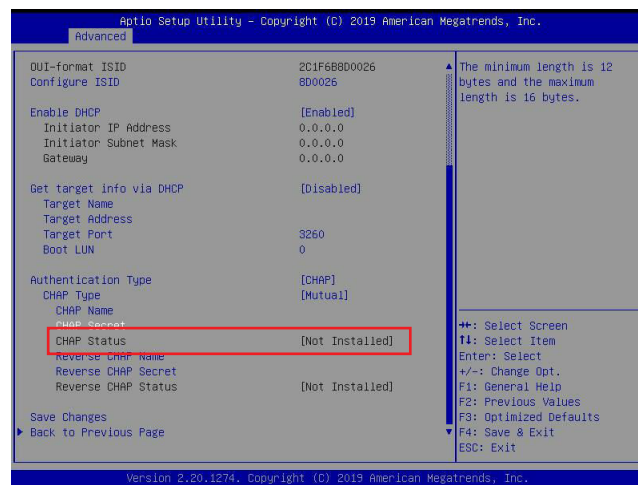 Aptio Setup Utility – Copyright (C) 2019 American Megatrends, Inc.
Advanced
OUI-format ISID 2C1F6B8D0026
Configure ISID 8D0026
Enable DHCP [Enabled]
Initiator IP Address 0.0.0.0
Initiator Subnet Mask 0.0.0.0
Gateway 0.0.0.0
Get target info via DHCP [Disabled]
Target Name
Target Address
Target Port 3260
Boot LUN 0
Authentication Type [CHAP]
CHAP Type [Mutual]
CHAP Name
CHAP Secret
CHAP Status [Not Installed]
Reverse CHAP Name
Reverse CHAP Secret
Reverse CHAP Status [Not Installed]
Save Changes
Back to Previous Page
The minimum length is 12
bytes and the maximum
length is 16 bytes.
→←: Select Screen
↑↓: Select Item
Enter: Select
+/-: Change Opt.
F1: General Help
F2: Previous Values
F3: Optimized Defaults
F4: Save & Exit
ESC: Exit
Version 2.20.1274. Copyright (C) 2019 American Megatrends, Inc.